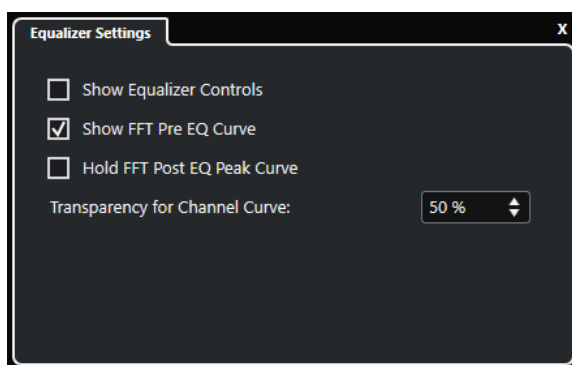 Equalizer Settings
x
Show Equalizer Controls
Show FFT Pre EQ Curve
Hold FFT Post EQ Peak Curve
Transparency for Channel Curve:
50 %